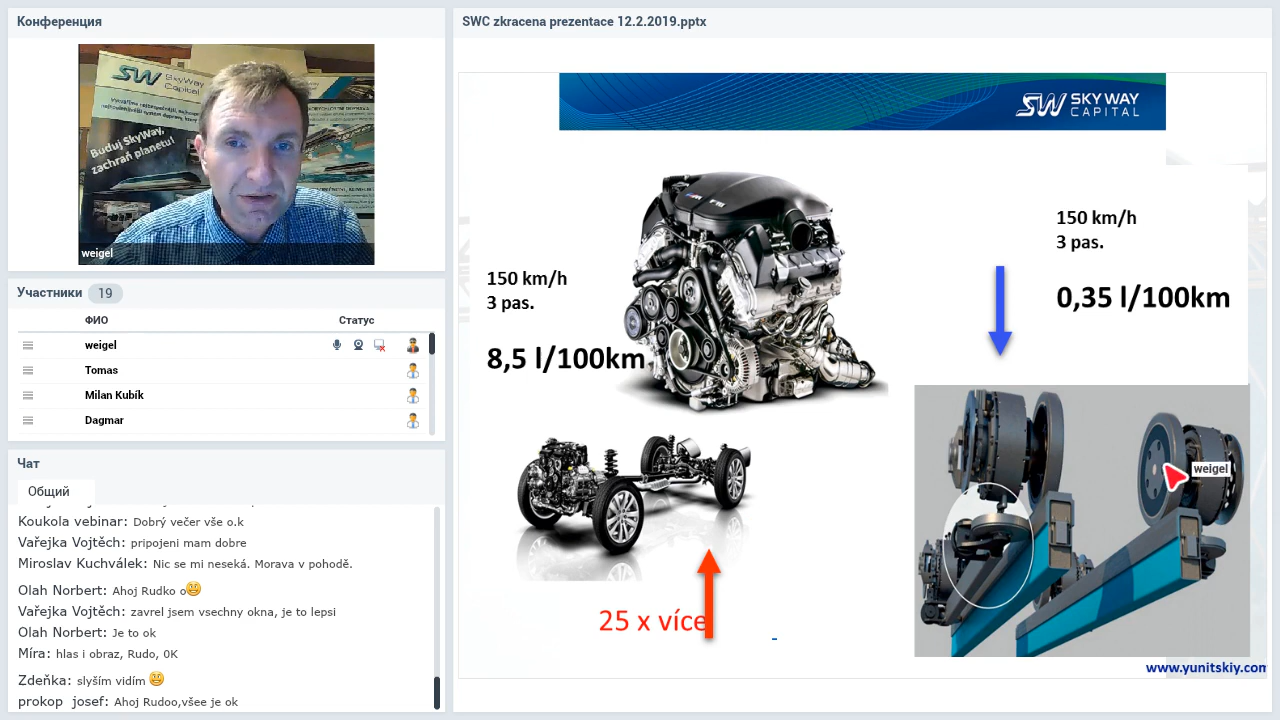 Конференция
SW SkyWay
Capital
Buduj SkyWay,
zachraň planetu!
weigel
Участники 19
ФИО Статус
weigel
Tomas
Milan Kubík
Dagmar
Чат
Общий
Koukola vebinar: Dobrý večer vše o.k
Vařejka Vojtěch: pripojeni mam dobre
Miroslav Kuchválek: Nic se mi neseká. Morava v pohodě.
Olah Norbert: Ahoj Rudko o
Vařejka Vojtěch: zavrel jsem vsechny okna, je to lepsi
Olah Norbert: Je to ok
Míra: hlas i obraz, Rudo, 0K
Zdeňka: slyším vidím
prokop josef: Ahoj Rudoo,všee je ok
SWC zkracena prezentace 12.2.2019.pptx
SW SKY WAY
CAPITAL
150 km/h
3 pas.
8,5 l/100km
25 x více
150 km/h
3 pas.
0,35 l/100km
weigel
www.yunitskiy.com